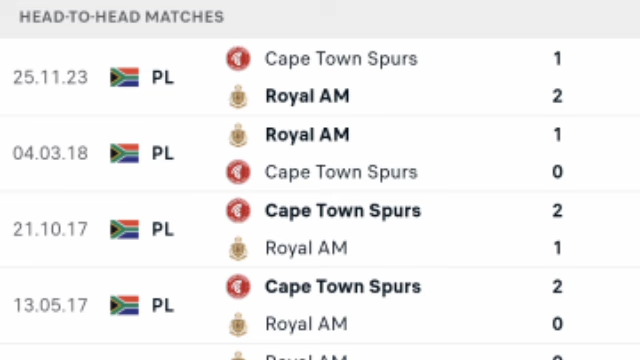 HEAD-TO-HEAD MATCHES
25.11.23 PL Cape Town Spurs 1
Royal AM 2
04.03.18 PL Royal AM 1
Cape Town Spurs 0
21.10.17 PL Cape Town Spurs 2
Royal AM 1
13.05.17 PL Cape Town Spurs 2
Royal AM 0
Royal AM